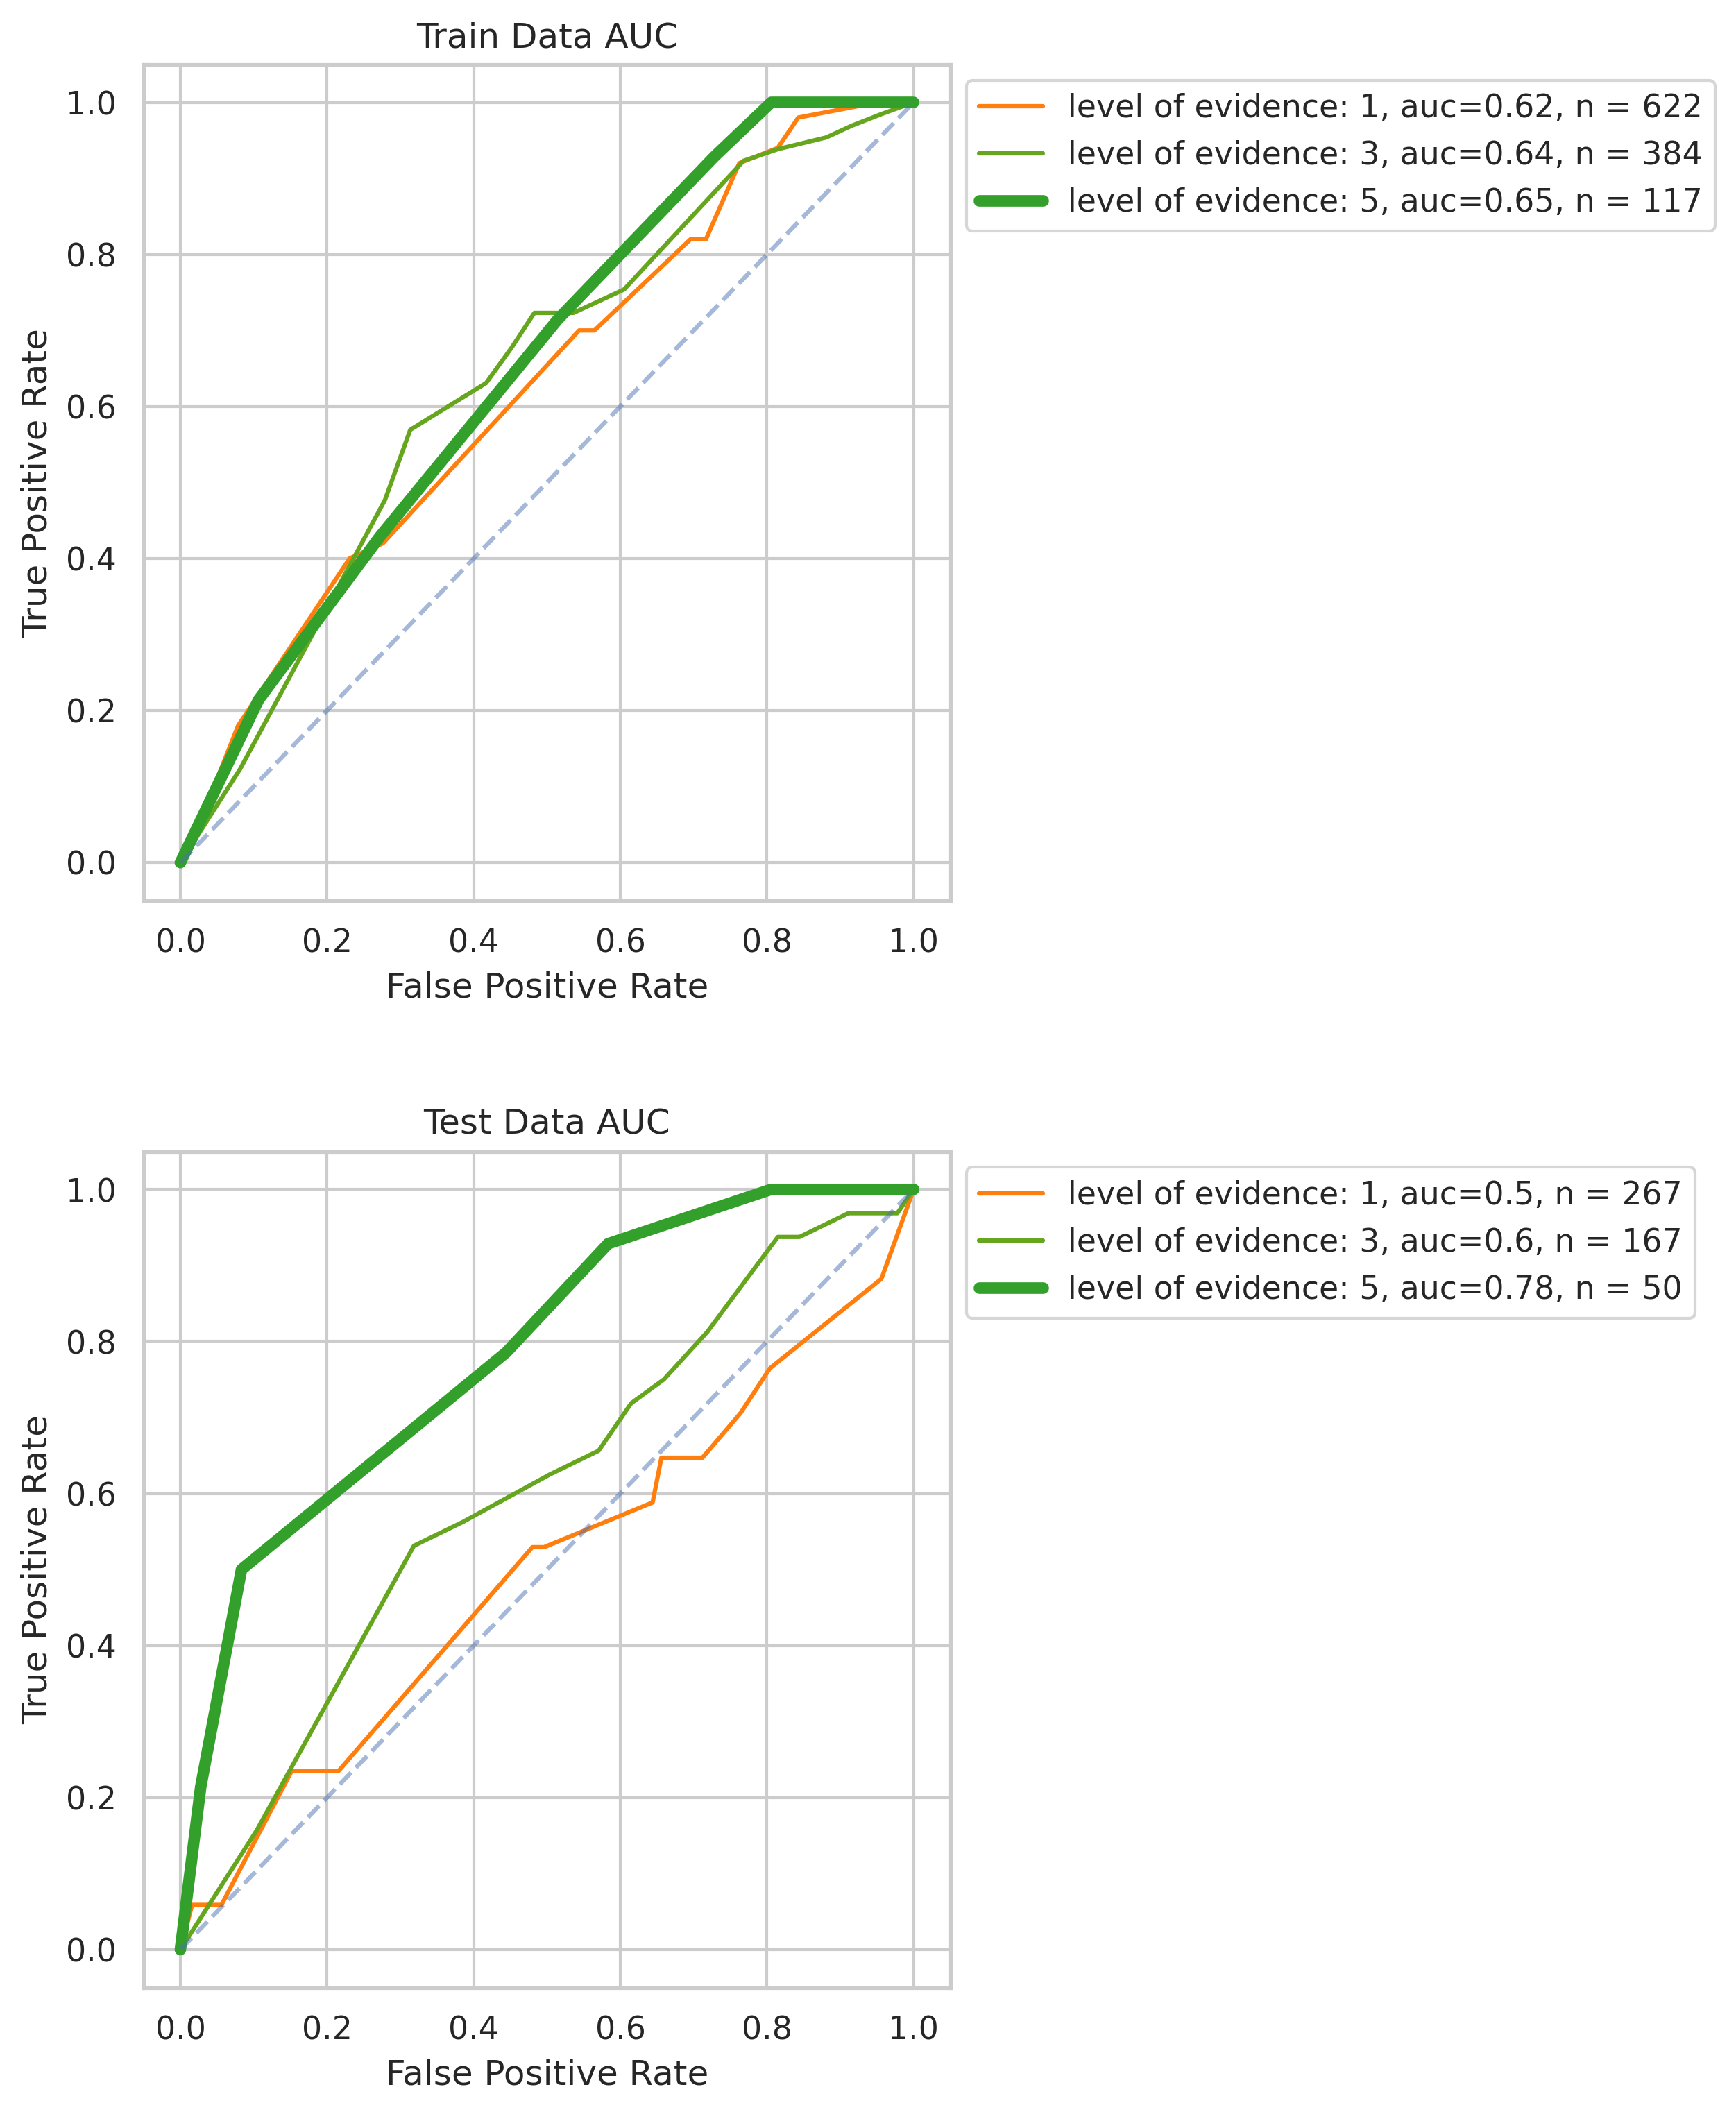 Train Data AUC
level of evidence: 1, auc=0.62, n = 622
level of evidence: 3, auc=0.64, n = 384
level of evidence: 5, auc=0.65, n = 117
True Positive Rate
1.0
0.8
0.6
0.4
0.2
0.0
0.0 0.2 0.4 0.6 0.8 1.0
False Positive Rate
Test Data AUC
level of evidence: 1, auc=0.5, n = 267
level of evidence: 3, auc=0.6, n = 167
level of evidence: 5, auc=0.78, n = 50
True Positive Rate
1.0
0.8
0.6
0.4
0.2
0.0
0.0 0.2 0.4 0.6 0.8 1.0
False Positive Rate